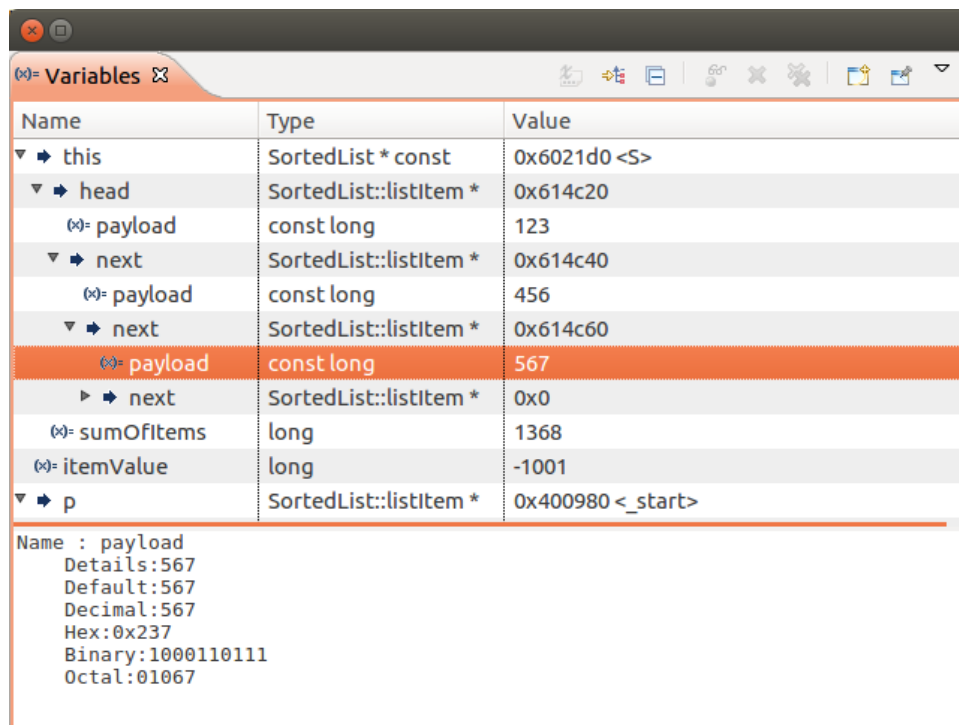 (x)= Variables
Name Type Value
this SortedList * const 0x6021d0 <S>
head SortedList::listItem * 0x614c20
(x)= payload const long 123
next SortedList::listItem * 0x614c40
(x)= payload const long 456
next SortedList::listItem * 0x614c60
(x)= payload const long 567
next SortedList::listItem * 0x0
(x)= sumOfItems long 1368
(x)= itemValue long -1001
p SortedList::listItem * 0x400980 <_start>
Name : payload
Details:567
Default:567
Decimal:567
Hex:0x237
Binary:1000110111
Octal:01067